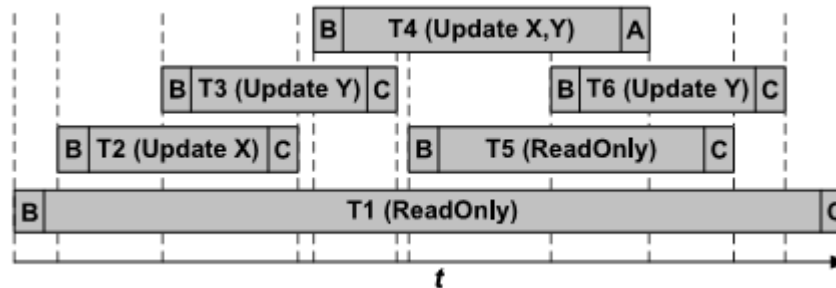 B T4 (Update X,Y) A
B T3 (Update Y) C B T6 (Update Y) C
B T2 (Update X) C B T5 (ReadOnly) C
B T1 (ReadOnly) C
t